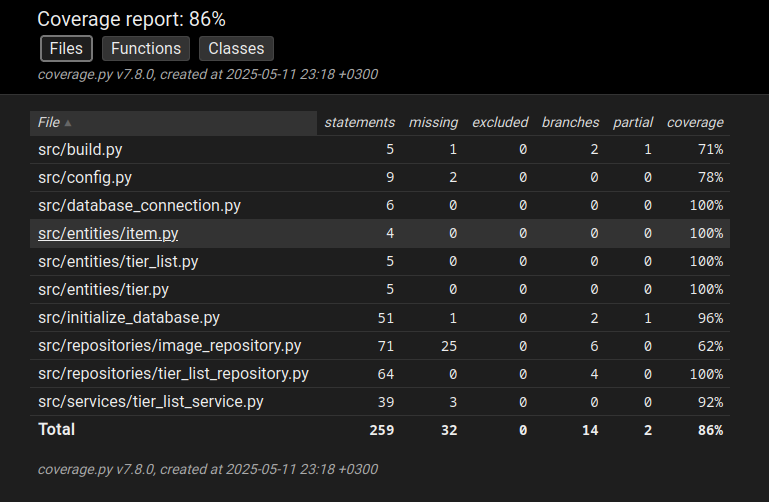 Coverage report: 86%
Files Functions Classes
coverage.py v7.8.0, created at 2025-05-11 23:18 +0300
File ▲ statements missing excluded branches partial coverage
src/build.py 5 1 0 2 1 71%
src/config.py 9 2 0 0 0 78%
src/database_connection.py 6 0 0 0 0 100%
src/entities/item.py 4 0 0 0 0 100%
src/entities/tier_list.py 5 0 0 0 0 100%
src/entities/tier.py 5 0 0 0 0 100%
src/initialize_database.py 51 1 0 2 1 96%
src/repositories/image_repository.py 71 25 0 6 0 62%
src/repositories/tier_list_repository.py 64 0 0 4 0 100%
src/services/tier_list_service.py 39 3 0 0 0 92%
Total 259 32 0 14 2 86%
coverage.py v7.8.0, created at 2025-05-11 23:18 +0300